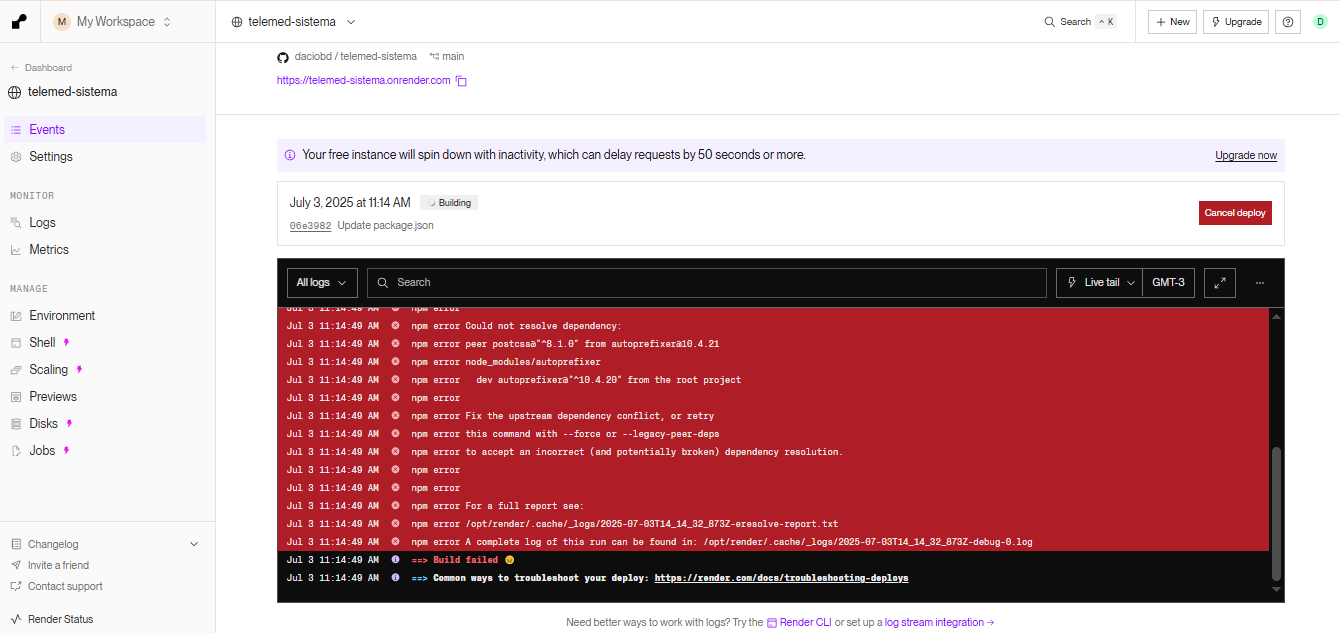 M My Workspace
telemed-sistema
Search ^ K
+ New
Upgrade
D
← Dashboard
telemed-sistema
Events
Settings
MONITOR
Logs
Metrics
MANAGE
Environment
Shell
Scaling
Previews
Disks
Jobs
Changelog
Invite a friend
Contact support
Render Status
daciobd / telemed-sistema main
https://telemed-sistema.onrender.com
Your free instance will spin down with inactivity, which can delay requests by 50 seconds or more.
Upgrade now
July 3, 2025 at 11:14 AM Building
06e3982 Update package.json
Cancel deploy
All logs
Search
Live tail
GMT-3
...
Jul 3 11:14:49 AM npm error
Jul 3 11:14:49 AM npm error Could not resolve dependency:
Jul 3 11:14:49 AM npm error peer postcss@"^8.1.0" from autoprefixer@10.4.21
Jul 3 11:14:49 AM npm error node_modules/autoprefixer
Jul 3 11:14:49 AM npm error   dev autoprefixer@"^10.4.20" from the root project
Jul 3 11:14:49 AM npm error
Jul 3 11:14:49 AM npm error Fix the upstream dependency conflict, or retry
Jul 3 11:14:49 AM npm error this command with --force or --legacy-peer-deps
Jul 3 11:14:49 AM npm error to accept an incorrect (and potentially broken) dependency resolution.
Jul 3 11:14:49 AM npm error
Jul 3 11:14:49 AM npm error
Jul 3 11:14:49 AM npm error For a full report see:
Jul 3 11:14:49 AM npm error /opt/render/.cache/_logs/2025-07-03T14_14_32_873Z-eresolve-report.txt
Jul 3 11:14:49 AM npm error A complete log of this run can be found in: /opt/render/.cache/_logs/2025-07-03T14_14_32_873Z-debug-0.log
Jul 3 11:14:49 AM ==> Build failed 😞
Jul 3 11:14:49 AM ==> Common ways to troubleshoot your deploy: https://render.com/docs/troubleshooting-deploys
Need better ways to work with logs? Try the Render CLI or set up a log stream integration →